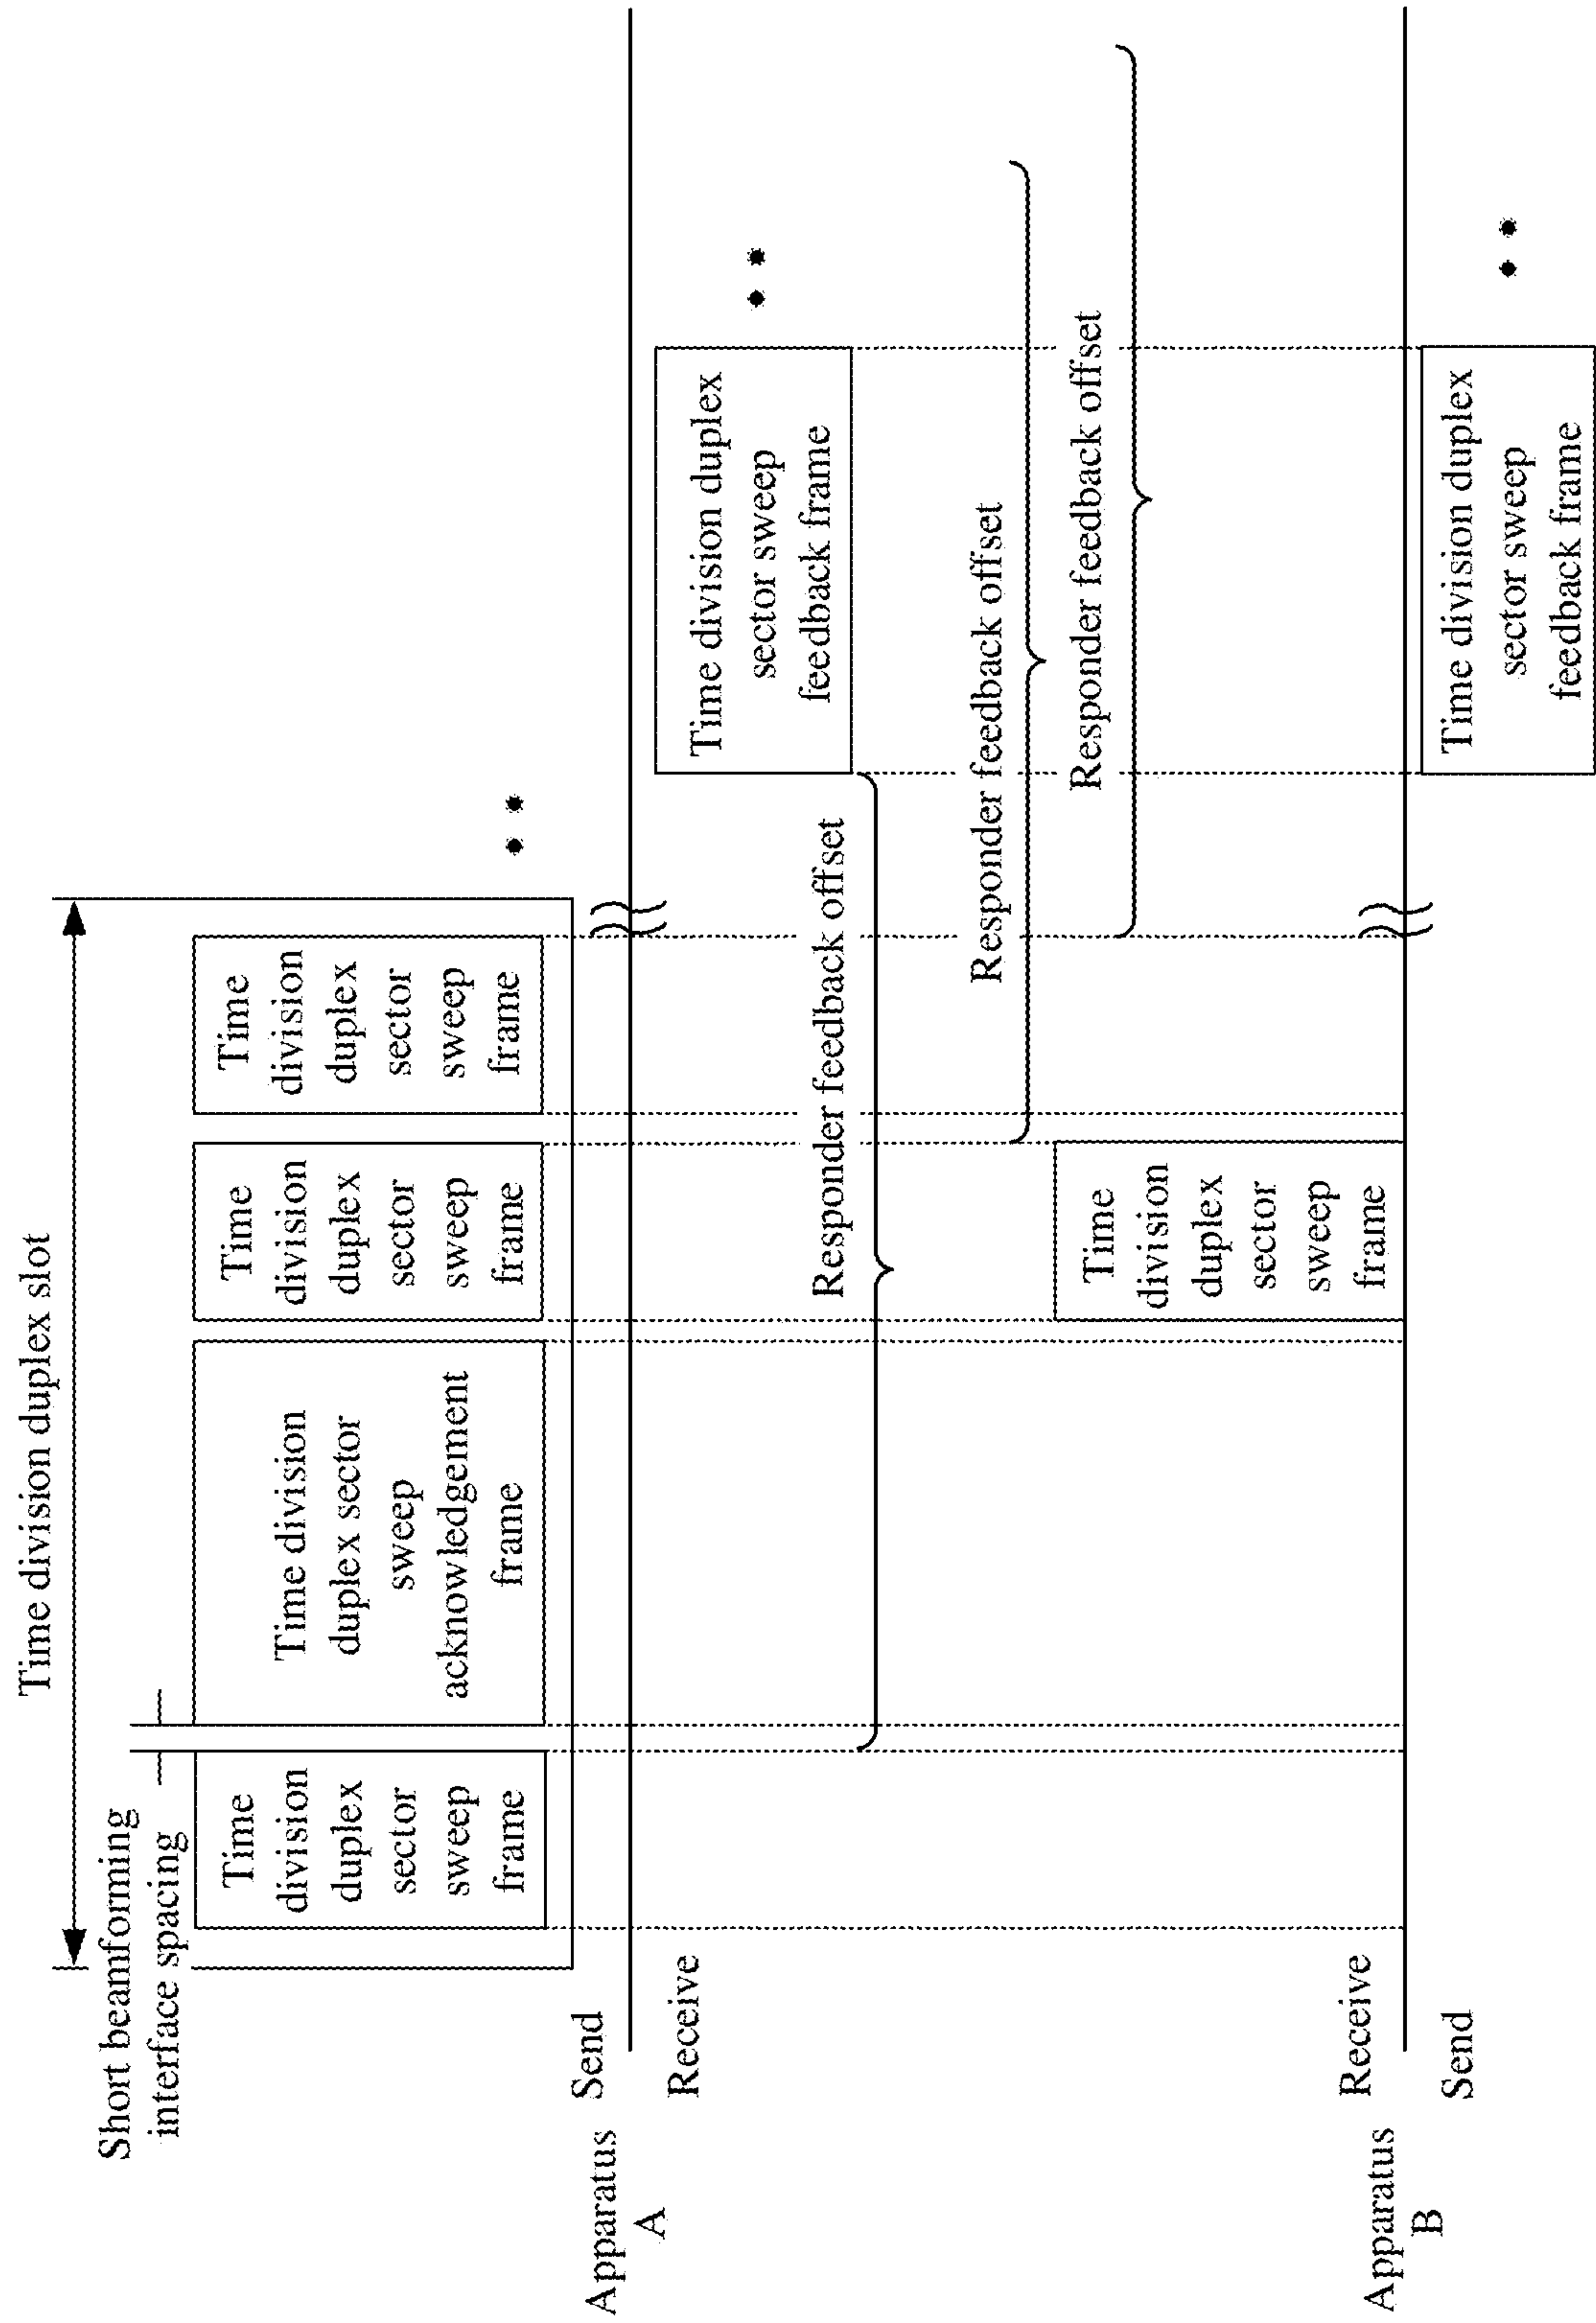 Time division duplex slot
Short beamforming
interface spacing
Time
division
duplex
sector
sweep
frame
Time division
duplex sector
sweep
acknowledgement
frame
Time
division
duplex
sector
sweep
frame
Time
division
duplex
sector
sweep
frame
Apparatus
A
Send
Receive
Time division duplex
sector sweep
feedback frame
Responder feedback offset
Responder feedback offset
Responder feedback offset
Time
division
duplex
sector
sweep
frame
Apparatus
B
Receive
Send
Time division duplex
sector sweep
feedback frame